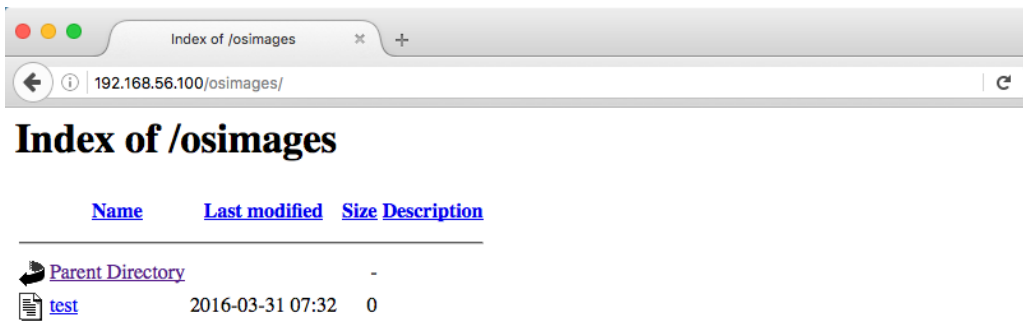 Index of /osimages
192.168.56.100/osimages/
Index of /osimages
Name Last modified Size Description
Parent Directory -
test 2016-03-31 07:32 0